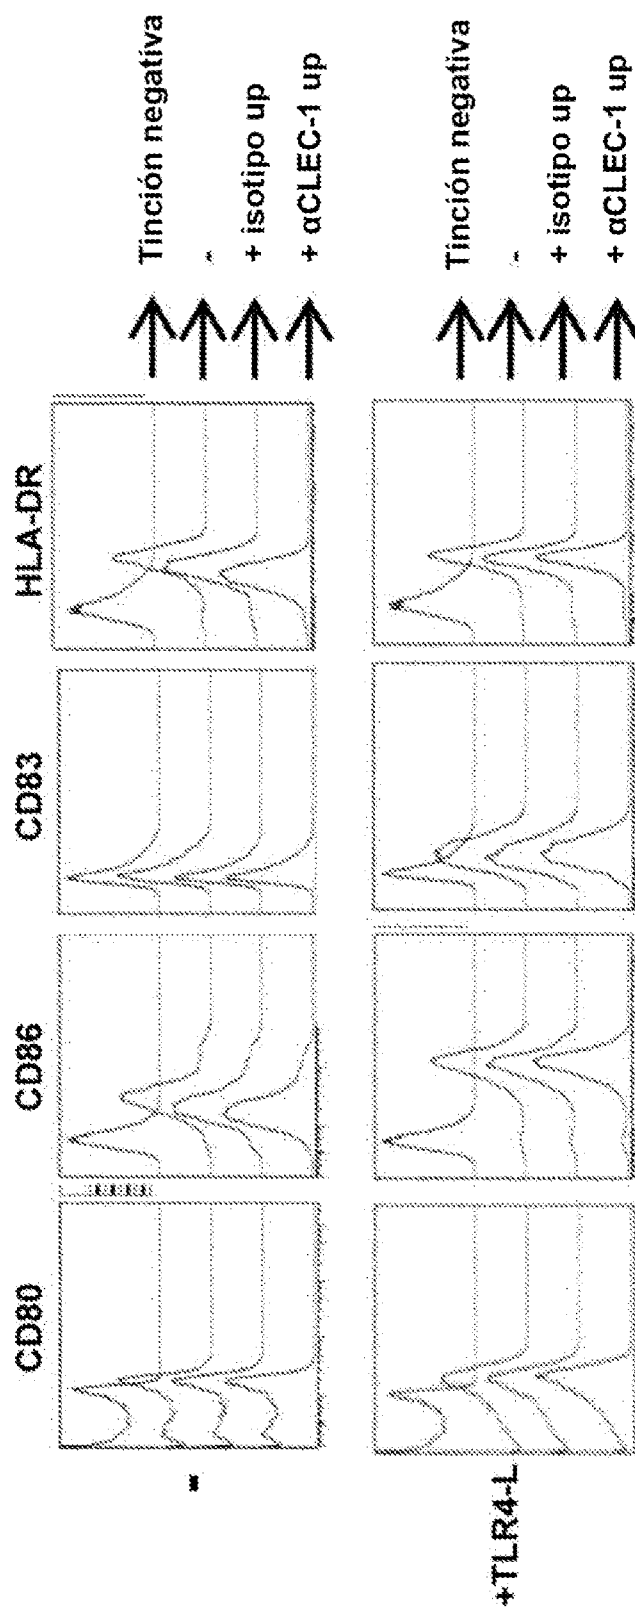 CD80 CD86 CD83 HLA-DR
-
Tinción negativa
-
+ isotipo up
+ αCLEC-1 up
+TLR4-L
Tinción negativa
-
+ isotipo up
+ αCLEC-1 up